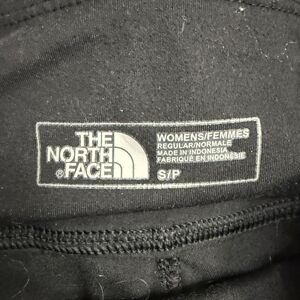 THE
NORTH
®FACE
WOMENS/FEMMES
REGULAR/NORMALE
MADE IN INDONESIA
FABRIQUÉ EN INDONÉSIE
S/P